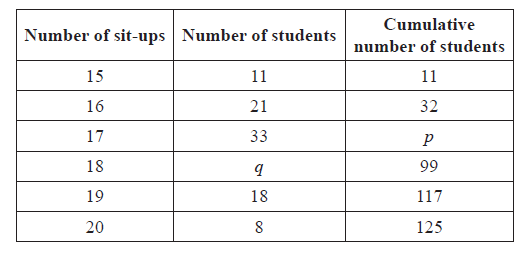 Number of sit-ups Number of students Cumulative number of students
15 11 11
16 21 32
17 33 p
18 q 99
19 18 117
20 8 125